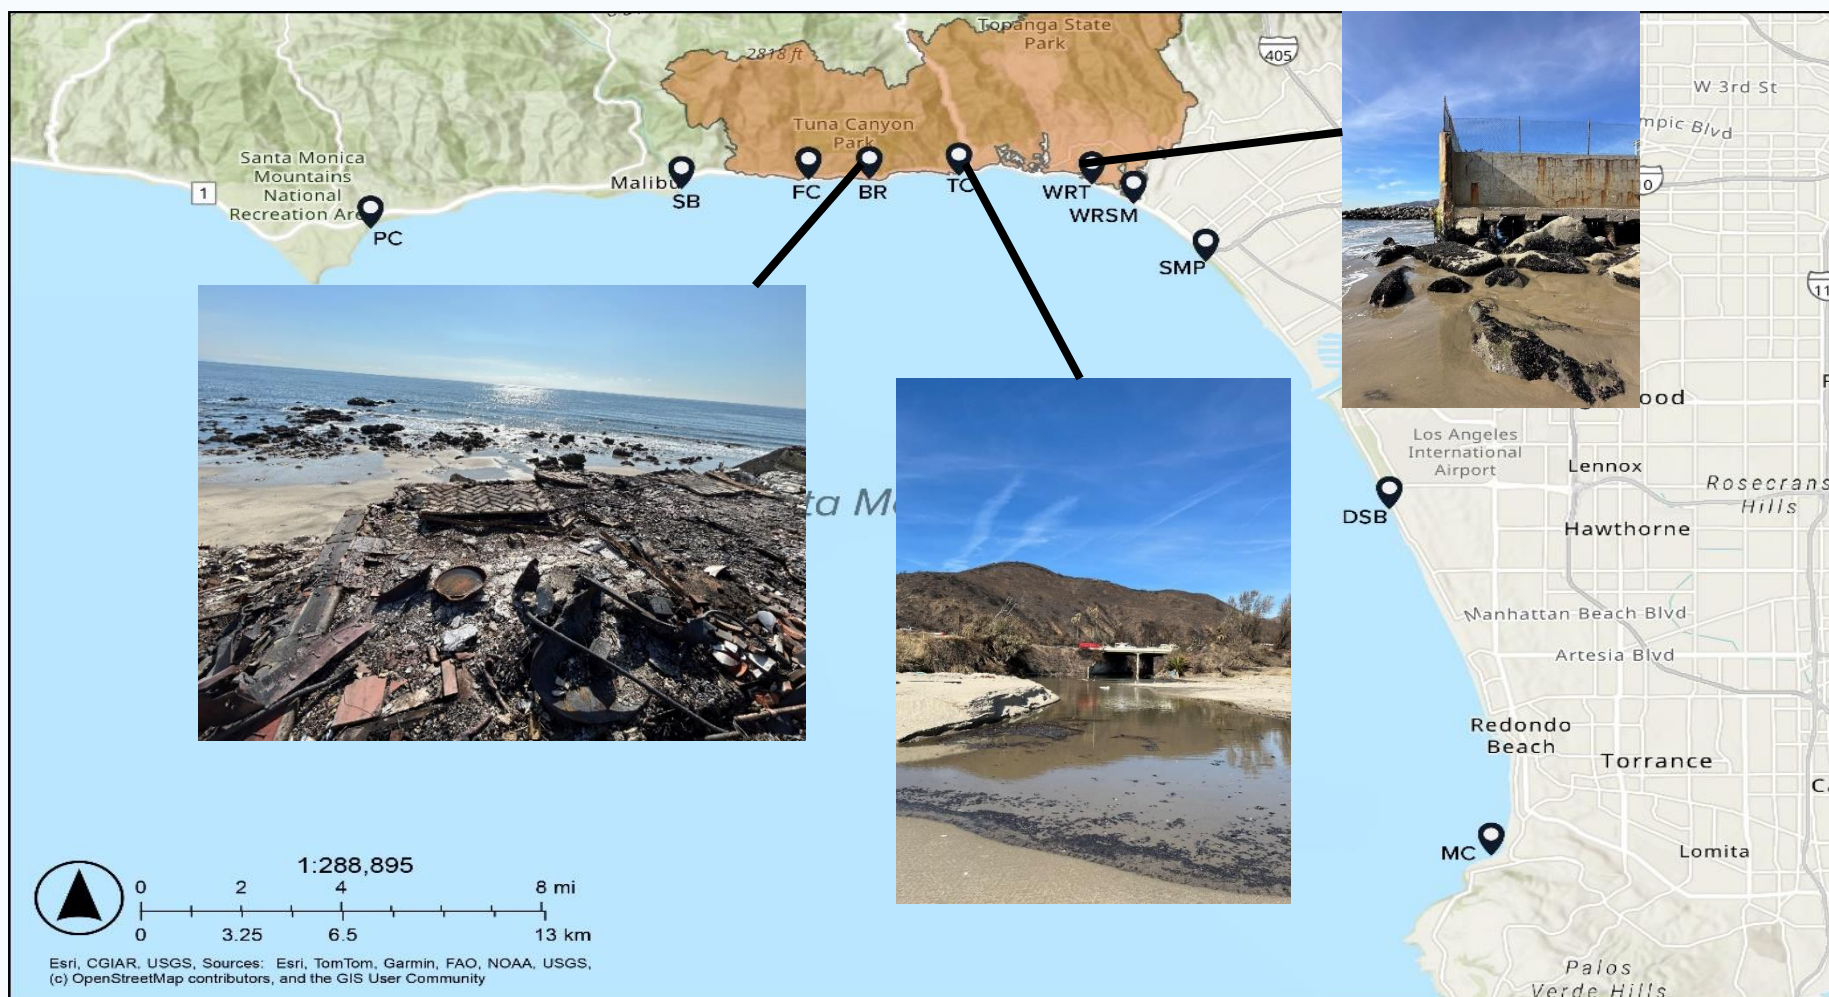 Topanga State
Park
2818 ft
405
W 3rd St
mpic Blvd
Tuna Canyon
Park
Santa Monica
Mountains
National
Recreation Are
1
Malibu
SB
FC
BR
TC
WRT
WRSM
PC
SMP
0
11
ood
ta M
Los Angeles
International
Airport
Lennox
Rosecrans
Hills
DSB
Hawthorne
Manhattan Beach Blvd
Artesia Blvd
Redondo
Beach
Torrance
Ca
MC
Lomita
1:288,895
0 2 4 8 mi
0 3.25 6.5 13 km
Esri, CGIAR, USGS, Sources: Esri, TomTom, Garmin, FAO, NOAA, USGS,
(c) OpenStreetMap contributors, and the GIS User Community
Palos
Verde Hills